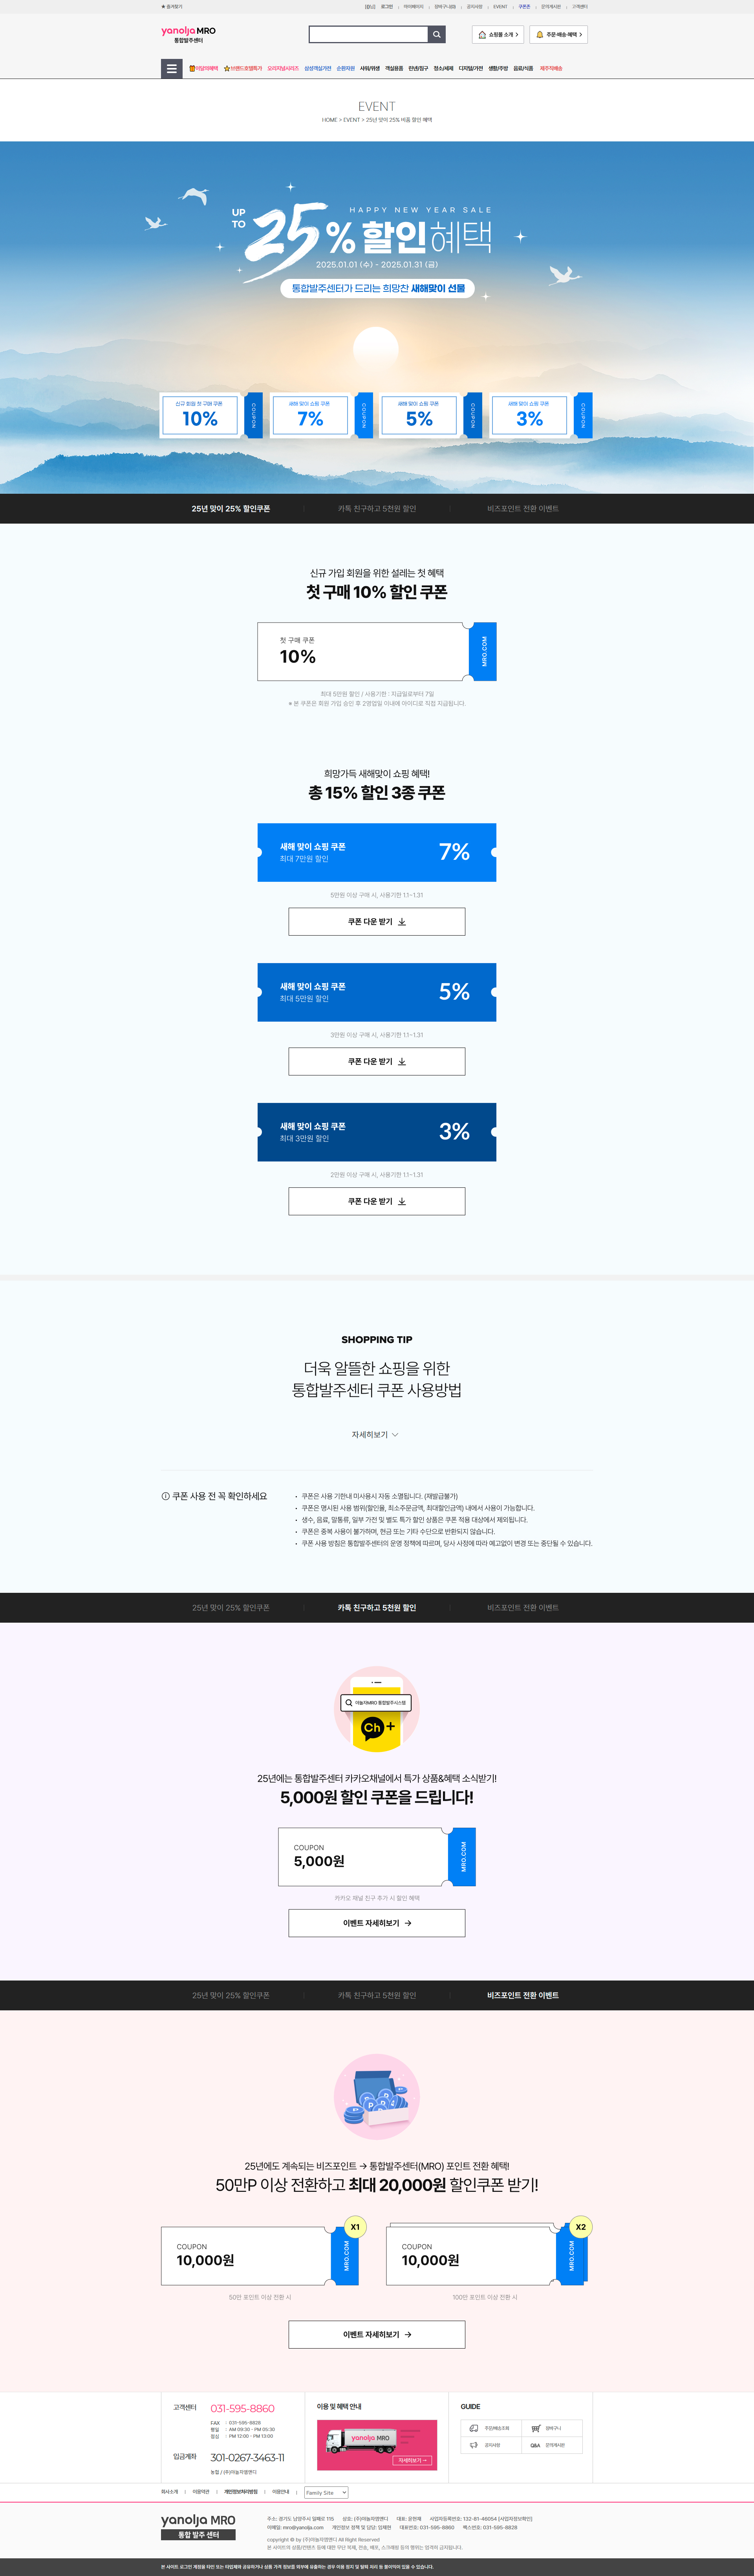 ★ 즐겨찾기
로그인
마이페이지
장바구니(0)
공지사항
EVENT
쿠폰존
문의게시판
고객센터
yanolja MRO
통합발주센터
쇼핑몰 소개 >
주문·배송·혜택 >
이달의혜택
브랜드호텔특가
오리지널시리즈
삼성객실가전
순환자원
샤워/위생
객실용품
린넨/침구
청소/세제
디지털/가전
생활/주방
음료/식품
제주직배송
EVENT
HOME > EVENT > 25년 맞이 25% 비품 할인 혜택
HAPPY NEW YEAR SALE
UP TO 25% 할인혜택
2025.01.01 (수) - 2025.01.31 (금)
통합발주센터가 드리는 희망찬 새해맞이 선물
신규 회원 첫 구매 쿠폰
10%
COUPON
새해 맞이 쇼핑 쿠폰
7%
COUPON
새해 맞이 쇼핑 쿠폰
5%
COUPON
새해 맞이 쇼핑 쿠폰
3%
COUPON
25년 맞이 25% 할인쿠폰
카톡 친구하고 5천원 할인
비즈포인트 전환 이벤트
신규 가입 회원을 위한 설레는 첫 혜택
첫 구매 10% 할인 쿠폰
첫 구매 쿠폰
10%
MRO.COM
최대 5만원 할인 / 사용기한 : 지급일로부터 7일
※ 본 쿠폰은 회원 가입 승인 후 2영업일 이내에 아이디로 직접 지급됩니다.
희망가득 새해맞이 쇼핑 혜택!
총 15% 할인 3종 쿠폰
새해 맞이 쇼핑 쿠폰
최대 7만원 할인
7%
5만원 이상 구매 시, 사용기한 1.1~1.31
쿠폰 다운 받기
새해 맞이 쇼핑 쿠폰
최대 5만원 할인
5%
3만원 이상 구매 시, 사용기한 1.1~1.31
쿠폰 다운 받기
새해 맞이 쇼핑 쿠폰
최대 3만원 할인
3%
2만원 이상 구매 시, 사용기한 1.1~1.31
쿠폰 다운 받기
SHOPPING TIP
더욱 알뜰한 쇼핑을 위한
통합발주센터 쿠폰 사용방법
자세히보기
쿠폰 사용 전 꼭 확인하세요
• 쿠폰은 사용 기한내 미사용시 자동 소멸됩니다. (재발급불가)
• 쿠폰은 명시된 사용 범위(할인율, 최소주문금액, 최대할인금액) 내에서 사용이 가능합니다.
• 생수, 음료, 말통류, 일부 가전 및 별도 특가 할인 상품은 쿠폰 적용 대상에서 제외됩니다.
• 쿠폰은 중복 사용이 불가하며, 현금 또는 기타 수단으로 반환되지 않습니다.
• 쿠폰 사용 방침은 통합발주센터의 운영 정책에 따르며, 당사 사정에 따라 예고없이 변경 또는 중단될 수 있습니다.
25년 맞이 25% 할인쿠폰
카톡 친구하고 5천원 할인
비즈포인트 전환 이벤트
야놀자MRO 통합발주시스템
Ch+
25년에는 통합발주센터 카카오채널에서 특가 상품&혜택 소식받기!
5,000원 할인 쿠폰을 드립니다!
COUPON
5,000원
MRO.COM
카카오 채널 친구 추가 시 할인 혜택
이벤트 자세히보기 →
25년 맞이 25% 할인쿠폰
카톡 친구하고 5천원 할인
비즈포인트 전환 이벤트
25년에도 계속되는 비즈포인트 → 통합발주센터(MRO) 포인트 전환 혜택!
50만P 이상 전환하고 최대 20,000원 할인쿠폰 받기!
COUPON
10,000원
MRO.COM
X1
50만 포인트 이상 전환 시
COUPON
10,000원
MRO.COM
X2
100만 포인트 이상 전환 시
이벤트 자세히보기 →
고객센터
031-595-8860
FAX : 031-595-8828
평일 : AM 09:30 - PM 05:30
점심 : PM 12:00 - PM 13:00
입금계좌
301-0267-3463-11
농협 / (주)야놀자엠앤디
이용 및 혜택 안내
yanolja MRO
자세히보기 →
GUIDE
주문/배송조회
장바구니
공지사항
Q&A 문의게시판
회사소개
이용약관
개인정보처리방침
이용안내
Family Site
yanolja MRO
통합 발주 센터
주소: 경기도 남양주시 일패로 115 상호: (주)야놀자엠앤디 대표: 윤현재 사업자등록번호: 132-81-46054 [사업자정보확인]
이메일: mro@yanolja.com 개인정보 정책 및 담당: 임재현 대표번호: 031-595-8860 팩스번호: 031-595-8828
copyright ⓒ by (주)야놀자엠앤디 All Right Reserved
본 사이트의 상품/컨텐츠 등에 대한 무단 복제, 전송, 배포, 스크래핑 등의 행위는 엄격히 금지됩니다.
본 사이트 로그인 계정을 타인 또는 타업체와 공유하거나 상품 가격 정보를 외부에 유출하는 경우 이용 정지 및 탈퇴 처리 등 불이익이 있을 수 있습니다.